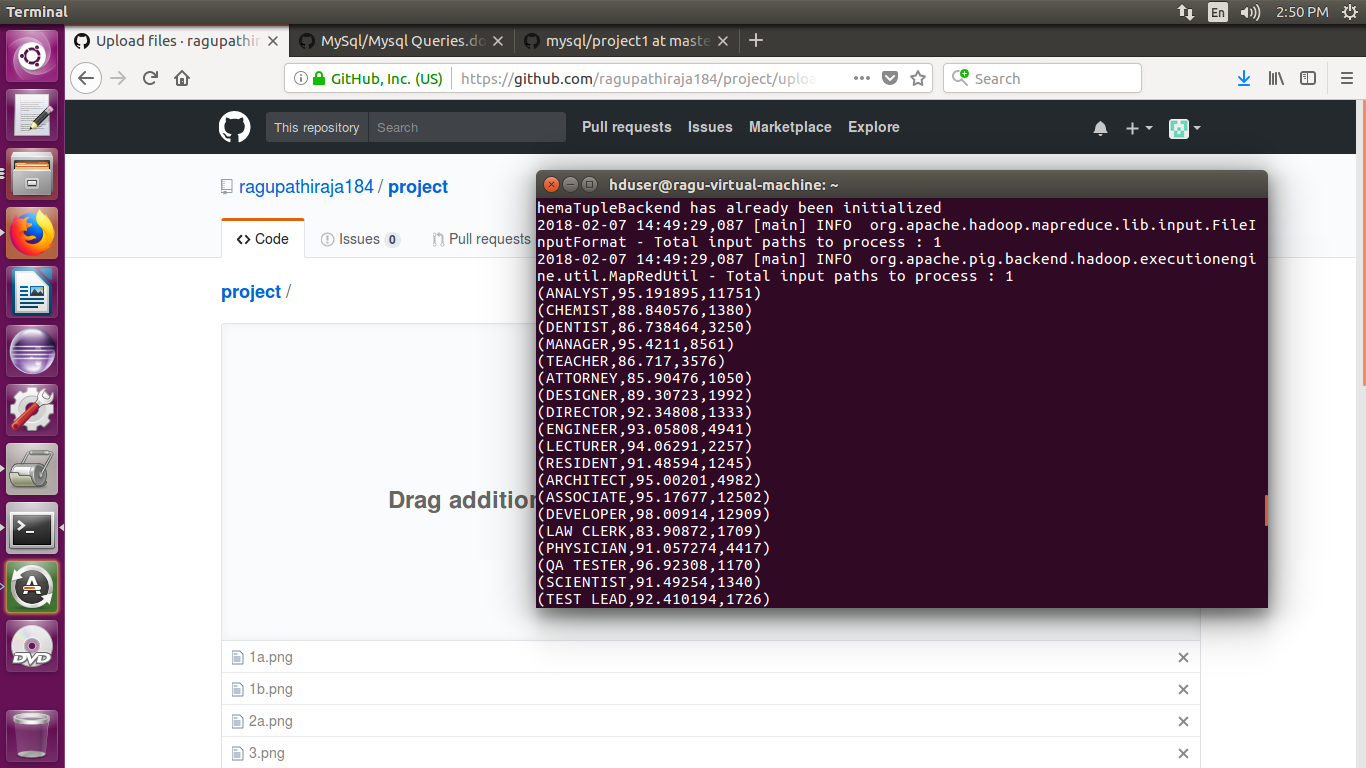 Terminal
En
2:50 PM
Upload files · ragupathir
MySql/Mysql Queries.do
mysql/project1 at maste
GitHub, Inc. (US)
https://github.com/ragupathiraja184/project/uploa
Search
This repository
Search
Pull requests
Issues
Marketplace
Explore
ragupathiraja184 / project
Code
Issues 0
Pull requests
project /
Drag addition
hduser@ragu-virtual-machine: ~
hemaTupleBackend has already been initialized
2018-02-07 14:49:29,087 [main] INFO  org.apache.hadoop.mapreduce.lib.input.FileI
nputFormat - Total input paths to process : 1
2018-02-07 14:49:29,087 [main] INFO  org.apache.pig.backend.hadoop.executionengi
ne.util.MapRedUtil - Total input paths to process : 1
(ANALYST,95.191895,11751)
(CHEMIST,88.840576,1380)
(DENTIST,86.738464,3250)
(MANAGER,95.4211,8561)
(TEACHER,86.717,3576)
(ATTORNEY,85.90476,1050)
(DESIGNER,89.30723,1992)
(DIRECTOR,92.34808,1333)
(ENGINEER,93.05808,4941)
(LECTURER,94.06291,2257)
(RESIDENT,91.48594,1245)
(ARCHITECT,95.00201,4982)
(ASSOCIATE,95.17677,12502)
(DEVELOPER,98.00914,12909)
(LAW CLERK,83.90872,1709)
(PHYSICIAN,91.057274,4417)
(QA TESTER,96.92308,1170)
(SCIENTIST,91.49254,1340)
(TEST LEAD,92.410194,1726)
1a.png
1b.png
2a.png
3.png
DVD